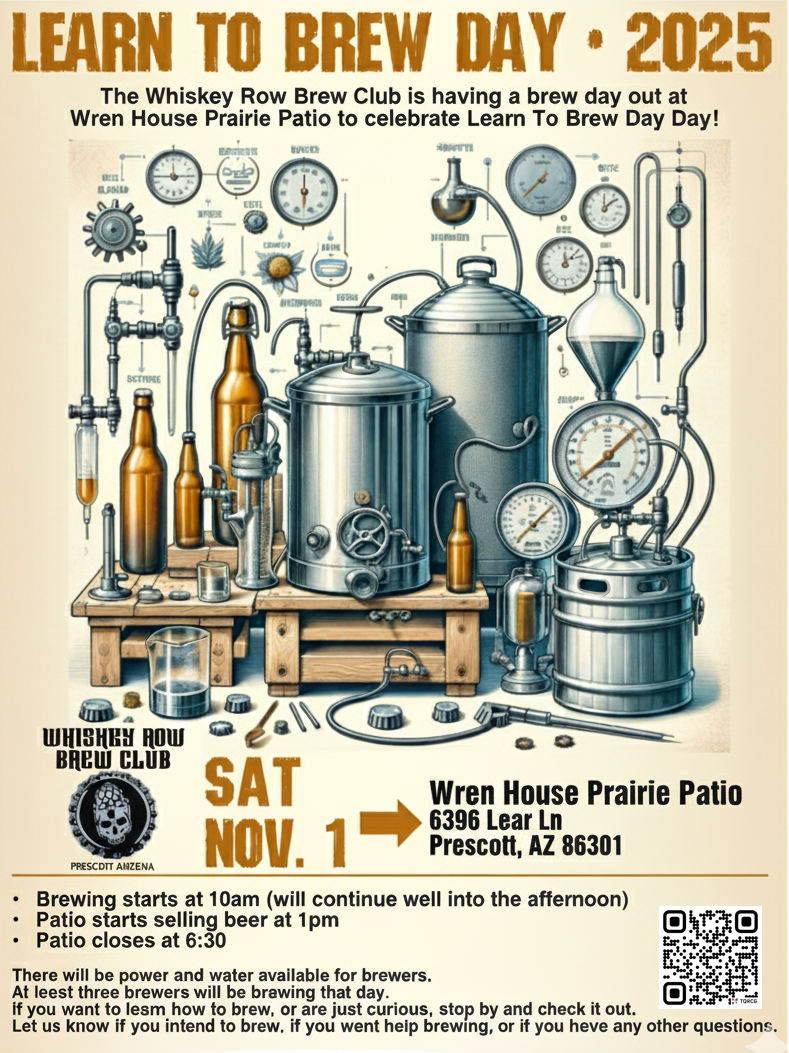 LEARN TO BREW DAY • 2025
The Whiskey Row Brew Club is having a brew day out at
Wren House Prairie Patio to celebrate Learn To Brew Day Day!
WHISKEY ROW
BREW CLUB
PRESCOTT
SAT
NOV. 1
Wren House Prairie Patio
6396 Lear Ln
Prescott, AZ 86301
• Brewing starts at 10am (will continue well into the affernoon)
• Patio starts selling beer at 1pm
• Patio closes at 6:30
There will be power and water available for brewers.
At leest three brewers will be brawing that day.
if you want to lesm how to brew, or are just curious, stop by and check it out.
Let us know if you intend to brew. if you went help brewing, or if you heve any other questions.
TQRCG